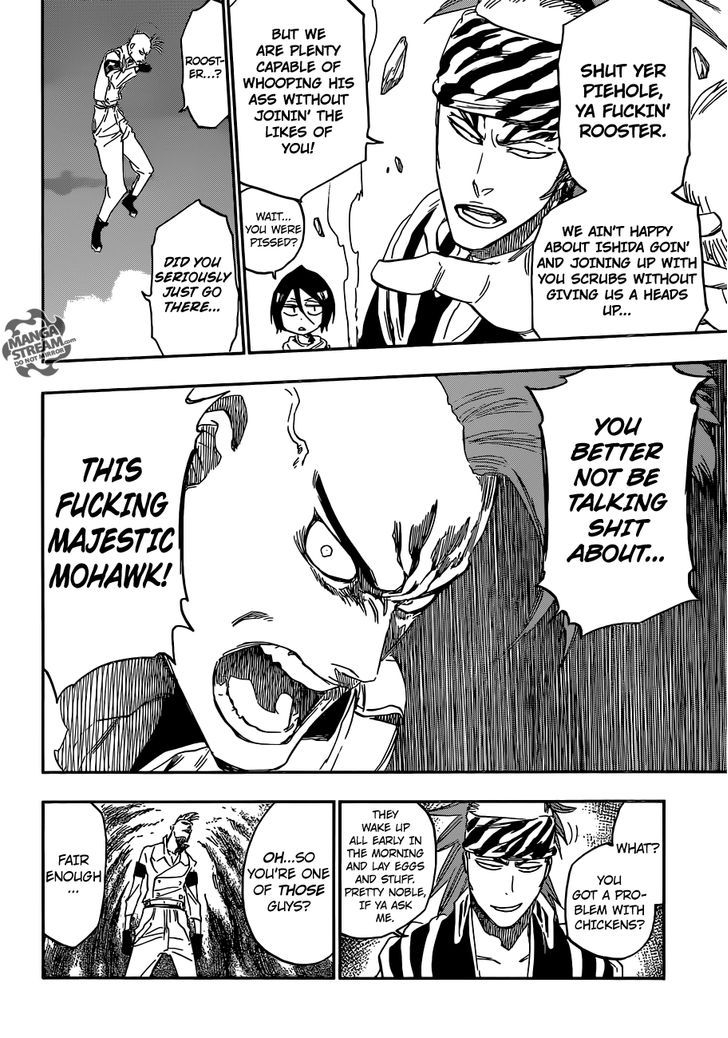 SHUT YER
PIEHOLE,
YA FUCKIN'
ROOSTER.
WE AIN'T HAPPY
ABOUT ISHIDA GOIN'
AND JOINING UP WITH
YOU SCRUBS WITHOUT
GIVING US A HEADS
UP...
BUT WE
ARE PLENTY
CAPABLE OF
WHOOPING HIS
ASS WITHOUT
JOININ' THE
LIKES OF
YOU!
WAIT...
YOU WERE
PISSED?
ROOST-
ER...?
DID YOU
SERIOUSLY
JUST GO
THERE...
MANGA
STREAM.com
DO NOT MIRROR
YOU
BETTER
NOT BE
TALKING
SHIT
ABOUT...
THIS
FUCKING
MAJESTIC
MOHAWK!
WHAT?
YOU
GOT A PRO-
BLEM WITH
CHICKENS?
THEY
WAKE UP
ALL EARLY IN
THE MORNING
AND LAY EGGS
AND STUFF.
PRETTY NOBLE,
IF YA ASK
ME.
OH...SO
YOU'RE ONE
OF THOSE
GUYS?
FAIR
ENOUGH
...